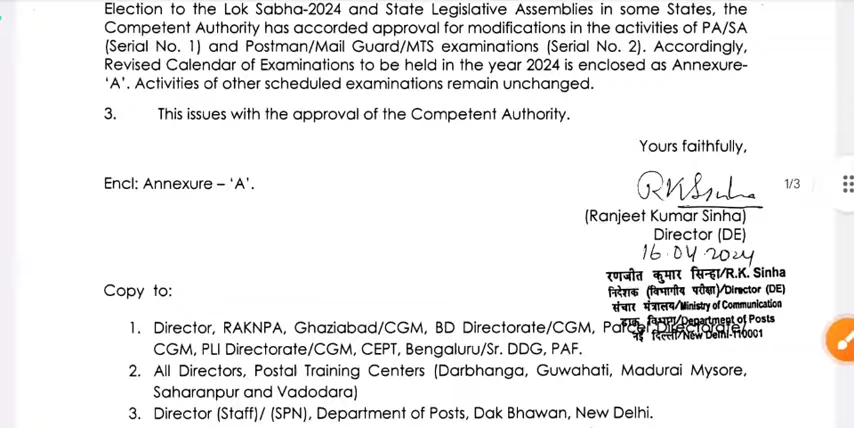 Election to the Lok Sabha-2024 and State Legislative Assemblies in some States, the
Competent Authority has accorded approval for modifications in the activities of PA/SA
(Serial No. 1) and Postman/Mail Guard/MTS examinations (Serial No. 2). Accordingly,
Revised Calendar of Examinations to be held in the year 2024 is enclosed as Annexure-
'A'. Activities of other scheduled examinations remain unchanged.
3. This issues with the approval of the Competent Authority.
Yours faithfully,
Encl: Annexure – 'A'.
RKSinha
1/3
(Ranjeet Kumar Sinha)
Director (DE)
16.04.2024
रणजीत कुमार सिन्हा/R.K. Sinha
निदेशक (विभागीय परीक्षा)/Director (DE)
संचार मंत्रालय/Ministry of Communication
डाक विभाग/Department of Posts
नई दिल्ली/New Delhi-110001
Copy to:
1. Director, RAKNPA, Ghaziabad/CGM, BD Directorate/CGM, Parcel Directorate/
CGM, PLI Directorate/CGM, CEPT, Bengaluru/Sr. DDG, PAF.
2. All Directors, Postal Training Centers (Darbhanga, Guwahati, Madurai Mysore,
Saharanpur and Vadodara)
3. Director (Staff)/ (SPN), Department of Posts, Dak Bhawan, New Delhi.